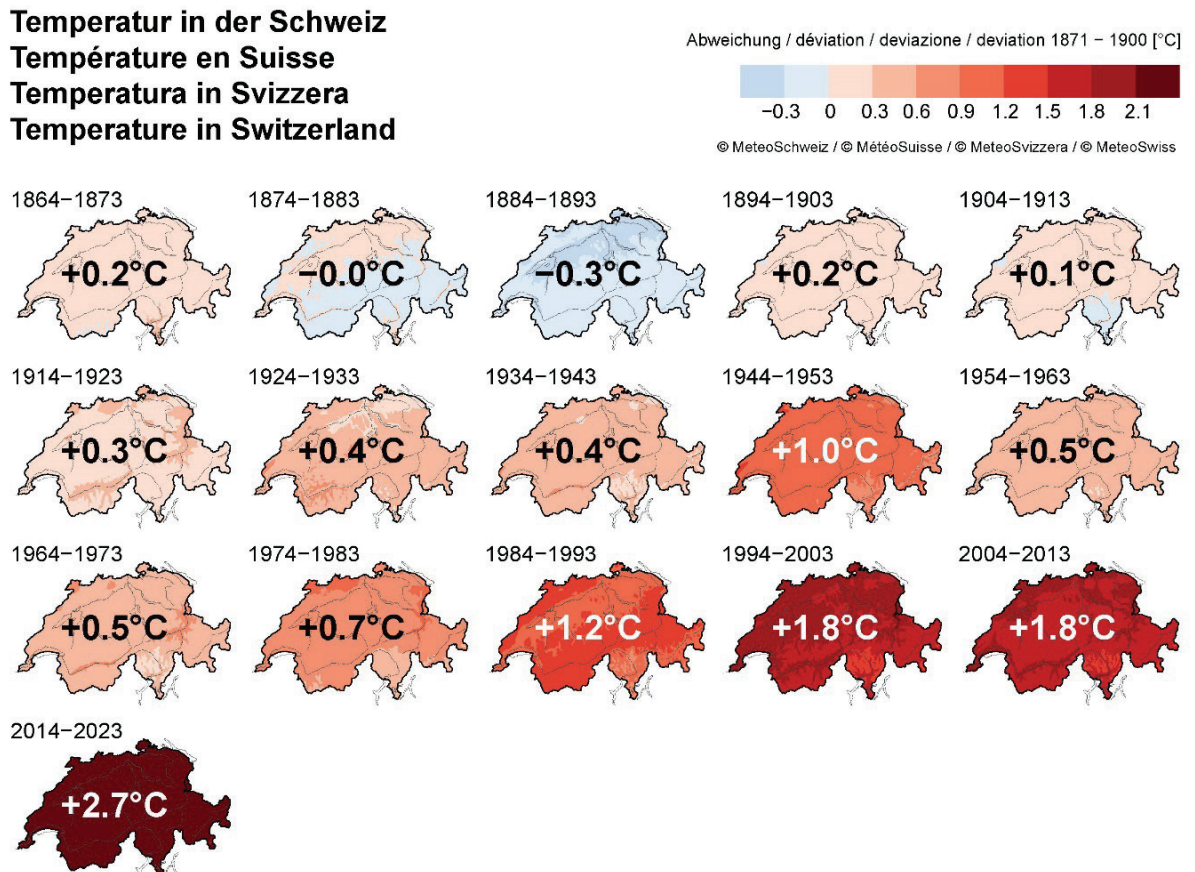 Temperatur in der Schweiz
Température en Suisse
Temperatura in Svizzera
Temperature in Switzerland
Abweichung / déviation / deviazione / deviation 1871 − 1900 [°C]
−0.3 0 0.3 0.6 0.9 1.2 1.5 1.8 2.1
© MeteoSchweiz / © MétéoSuisse / © MeteoSvizzera / © MeteoSwiss
1864−1873 1874−1883 1884−1893 1894−1903 1904−1913
+0.2°C −0.0°C −0.3°C +0.2°C +0.1°C
1914−1923 1924−1933 1934−1943 1944−1953 1954−1963
+0.3°C +0.4°C +0.4°C +1.0°C +0.5°C
1964−1973 1974−1983 1984−1993 1994−2003 2004−2013
+0.5°C +0.7°C +1.2°C +1.8°C +1.8°C
2014−2023
+2.7°C